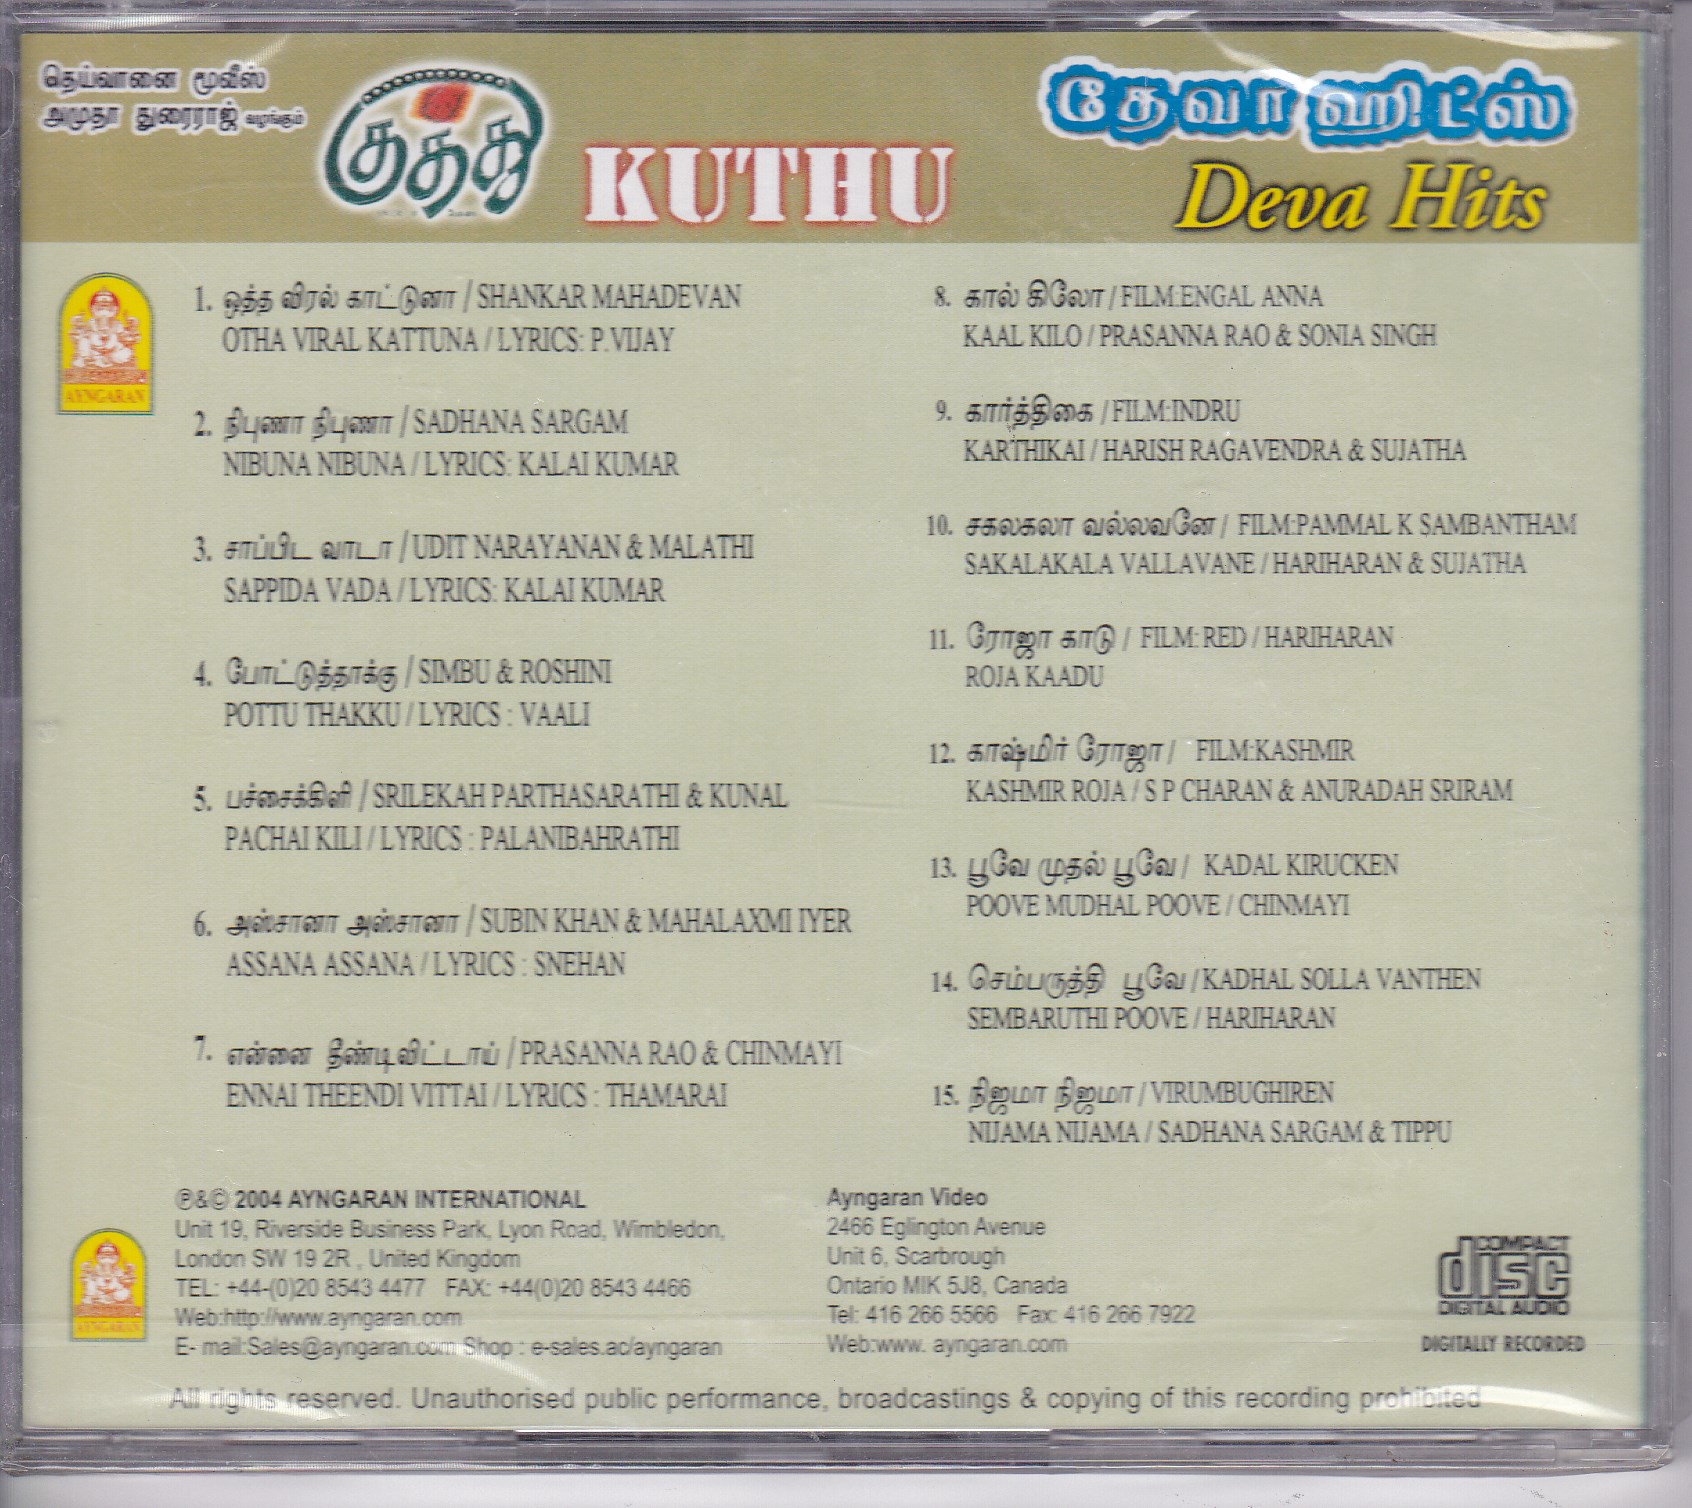 தெய்வானை மூவீஸ்
அமுதா துரைராஜ் வழங்கும்
குத்து
KUTHU
தேவா ஹிட்ஸ்
Deva Hits
AYNGARAN
1. ஒத்த விரல் காட்டுனா / SHANKAR MAHADEVAN
OTHA VIRAL KATTUNA / LYRICS: P.VIJAY
2. நிபுணா நிபுணா / SADHANA SARGAM
NIBUNA NIBUNA / LYRICS: KALAI KUMAR
3. சாப்பிட வாடா / UDIT NARAYANAN & MALATHI
SAPPIDA VADA / LYRICS: KALAI KUMAR
4. போட்டுத்தாக்கு / SIMBU & ROSHINI
POTTU THAKKU / LYRICS : VAALI
5. பச்சைக்கிளி / SRILEKAH PARTHASARATHI & KUNAL
PACHAI KILI / LYRICS : PALANIBAHRATHI
6. அஸ்சானா அஸ்சானா / SUBIN KHAN & MAHALAXMI IYER
ASSANA ASSANA / LYRICS : SNEHAN
7. என்னை தீண்டிவிட்டாய் / PRASANNA RAO & CHINMAYI
ENNAI THEENDI VITTAI / LYRICS : THAMARAI
8. கால் கிலோ / FILM:ENGAL ANNA
KAAL KILO / PRASANNA RAO & SONIA SINGH
9. கார்த்திகை / FILM:INDRU
KARTHIKAI / HARISH RAGAVENDRA & SUJATHA
10. சகலகலா வல்லவனே / FILM:PAMMAL K SAMBANTHAM
SAKALAKALA VALLAVANE / HARIHARAN & SUJATHA
11. ரோஜா காடு / FILM: RED / HARIHARAN
ROJA KAADU
12. காஷ்மிர் ரோஜா / FILM:KASHMIR
KASHMIR ROJA / S P CHARAN & ANURADAH SRIRAM
13. பூவே முதல் பூவே / KADAL KIRUCKEN
POOVE MUDHAL POOVE / CHINMAYI
14. செம்பருத்தி பூவே / KADHAL SOLLA VANTHEN
SEMBARUTHI POOVE / HARIHARAN
15. நிஜமா நிஜமா / VIRUMBUGHIREN
NIJAMA NIJAMA / SADHANA SARGAM & TIPPU
℗&© 2004 AYNGARAN INTERNATIONAL
Unit 19, Riverside Business Park, Lyon Road, Wimbledon,
London SW 19 2R , United Kingdom
TEL: +44-(0)20 8543 4477 FAX: +44(0)20 8543 4466
Web:http://www.ayngaran.com
E- mail:Sales@ayngaran.com Shop : e-sales.ac/ayngaran
AYNGARAN
Ayngaran Video
2466 Eglington Avenue
Unit 6, Scarbrough
Ontario MIK 5J8, Canada
Tel: 416 266 5566 Fax: 416 266 7922
Web:www. ayngaran.com
COMPACT
disc
DIGITAL AUDIO
DIGITALLY RECORDED
All rights reserved. Unauthorised public performance, broadcastings & copying of this recording prohibited